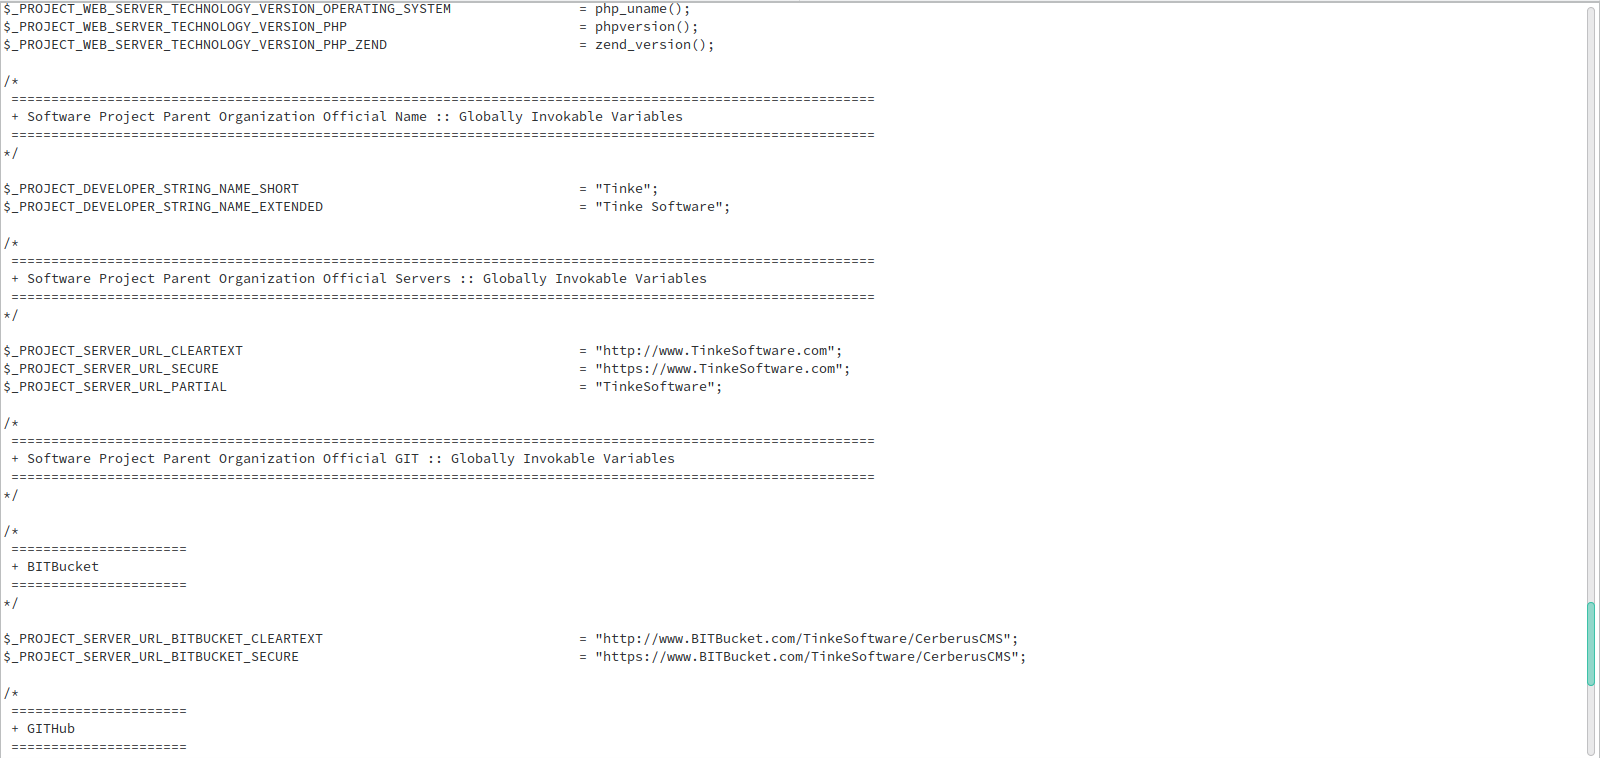 $_PROJECT_WEB_SERVER_TECHNOLOGY_VERSION_OPERATING_SYSTEM = php_uname();
$_PROJECT_WEB_SERVER_TECHNOLOGY_VERSION_PHP = phpversion();
$_PROJECT_WEB_SERVER_TECHNOLOGY_VERSION_PHP_ZEND = zend_version();
/*
============================================================================================================
+ Software Project Parent Organization Official Name :: Globally Invokable Variables
============================================================================================================
*/
$_PROJECT_DEVELOPER_STRING_NAME_SHORT = "Tinke";
$_PROJECT_DEVELOPER_STRING_NAME_EXTENDED = "Tinke Software";
/*
============================================================================================================
+ Software Project Parent Organization Official Servers :: Globally Invokable Variables
============================================================================================================
*/
$_PROJECT_SERVER_URL_CLEARTEXT = "http://www.TinkeSoftware.com";
$_PROJECT_SERVER_URL_SECURE = "https://www.TinkeSoftware.com";
$_PROJECT_SERVER_URL_PARTIAL = "TinkeSoftware";
/*
============================================================================================================
+ Software Project Parent Organization Official GIT :: Globally Invokable Variables
============================================================================================================
*/
/*
======================
+ BITBucket
======================
*/
$_PROJECT_SERVER_URL_BITBUCKET_CLEARTEXT = "http://www.BITBucket.com/TinkeSoftware/CerberusCMS";
$_PROJECT_SERVER_URL_BITBUCKET_SECURE = "https://www.BITBucket.com/TinkeSoftware/CerberusCMS";
/*
======================
+ GITHub
======================